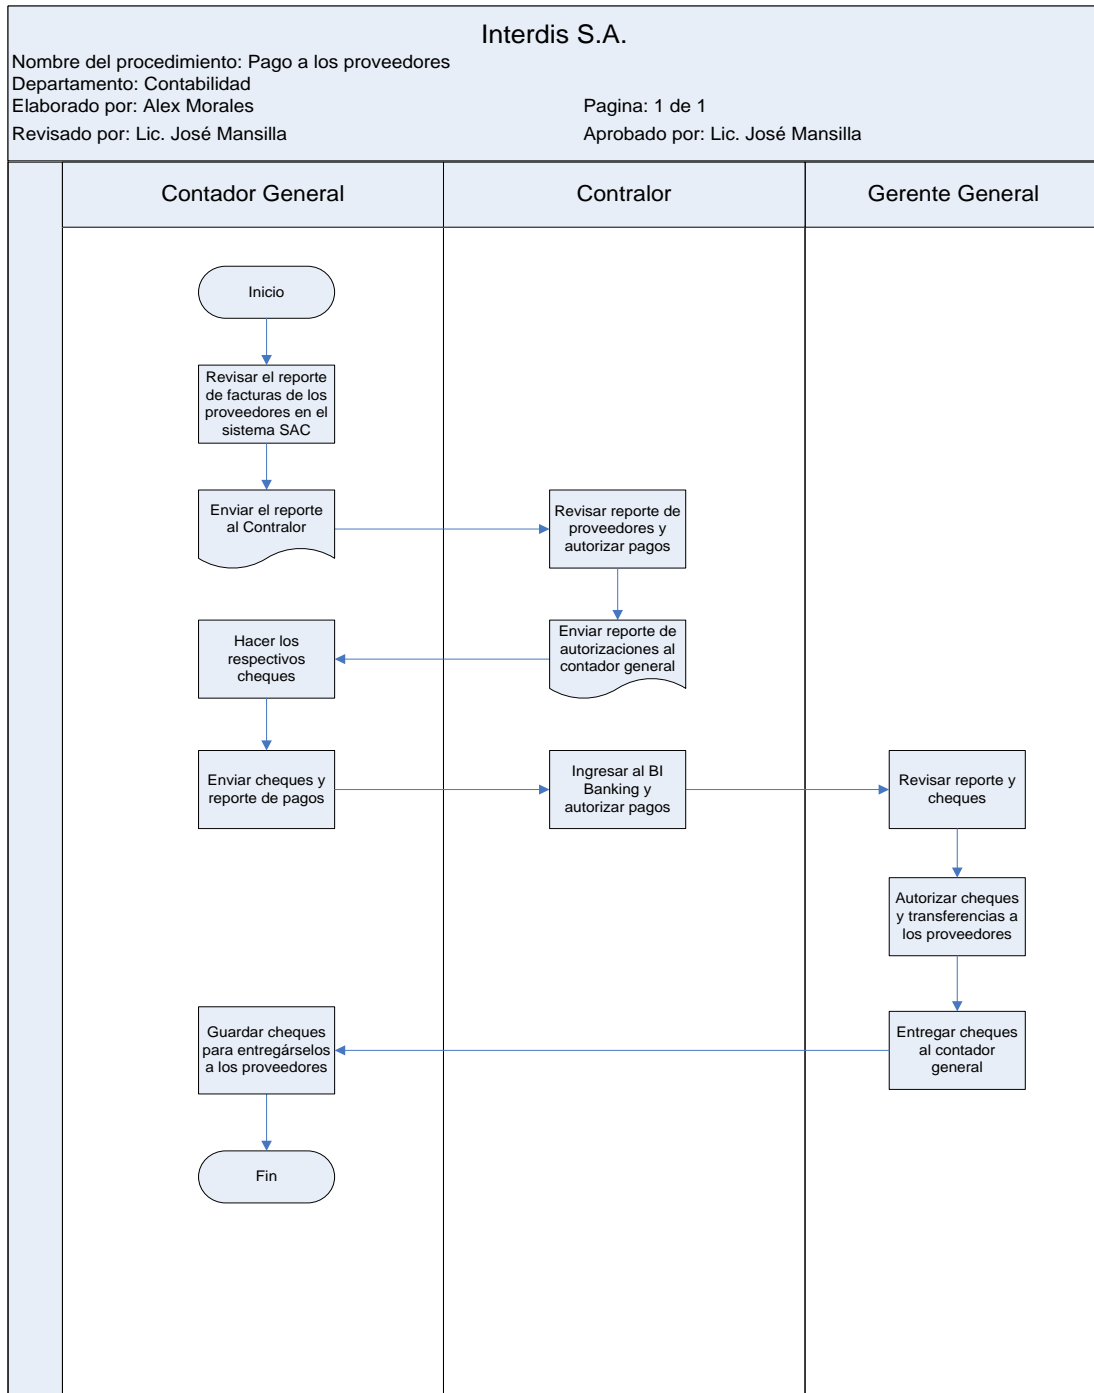 Interdis S.A.
Nombre del procedimiento: Pago a los proveedores
Departamento: Contabilidad
Elaborado por: Alex Morales
Pagina: 1 de 1
Revisado por: Lic. José Mansilla
Aprobado por: Lic. José Mansilla
Contador General
Contralor
Gerente General
Inicio
Revisar el reporte
de facturas de los
proveedores en el
sistema SAC
Enviar el reporte
al Contralor
Revisar reporte de
proveedores y
autorizar pagos
Enviar reporte de
autorizaciones al
contador general
Hacer los
respectivos
cheques
Enviar cheques y
reporte de pagos
Ingresar al BI
Banking y
autorizar pagos
Revisar reporte y
cheques
Autorizar cheques
y transferencias a
los proveedores
Entregar cheques
al contador
general
Guardar cheques
para entregárselos
a los proveedores
Fin